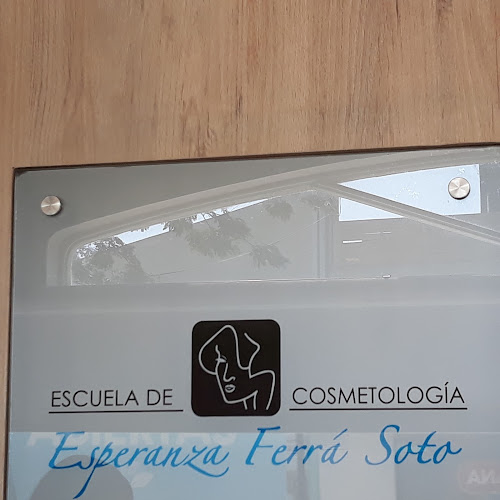 ESCUELA DE COSMETOLOGÍA
Esperanza Ferrá Soto